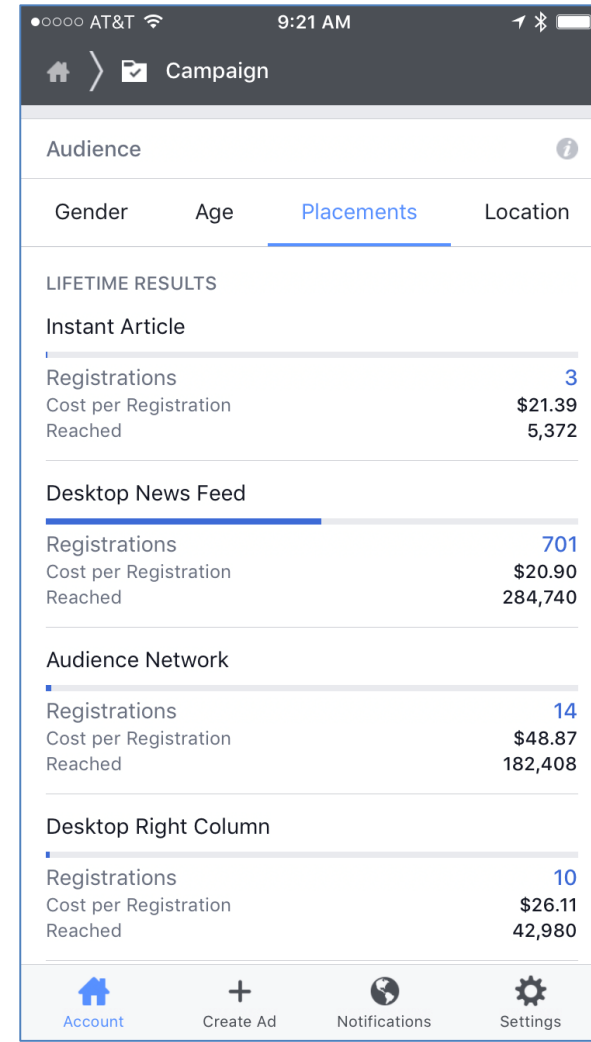 AT&T 9:21 AM
Campaign
Audience i
Gender Age Placements Location
LIFETIME RESULTS
Instant Article
Registrations 3
Cost per Registration $21.39
Reached 5,372
Desktop News Feed
Registrations 701
Cost per Registration $20.90
Reached 284,740
Audience Network
Registrations 14
Cost per Registration $48.87
Reached 182,408
Desktop Right Column
Registrations 10
Cost per Registration $26.11
Reached 42,980
Account Create Ad Notifications Settings